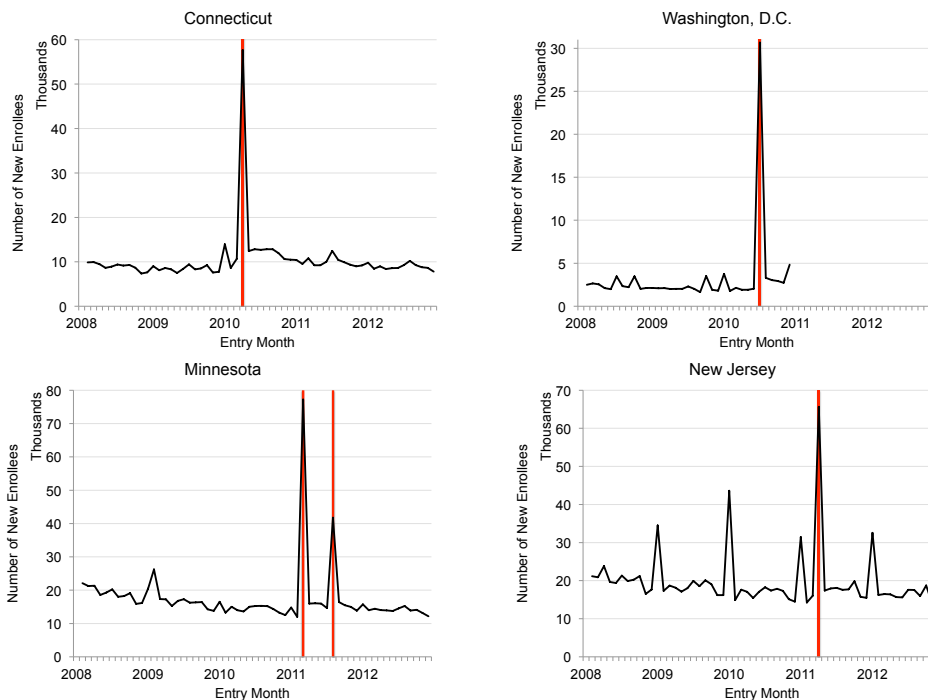 Connecticut
Number of New Enrollees
Thousands
60
50
40
30
20
10
0
2008 2009 2010 2011 2012
Entry Month
Washington, D.C.
Number of New Enrollees
Thousands
30
25
20
15
10
5
0
2008 2009 2010 2011 2012
Entry Month
Minnesota
Number of New Enrollees
Thousands
80
70
60
50
40
30
20
10
0
2008 2009 2010 2011 2012
Entry Month
New Jersey
Number of New Enrollees
Thousands
70
60
50
40
30
20
10
0
2008 2009 2010 2011 2012
Entry Month